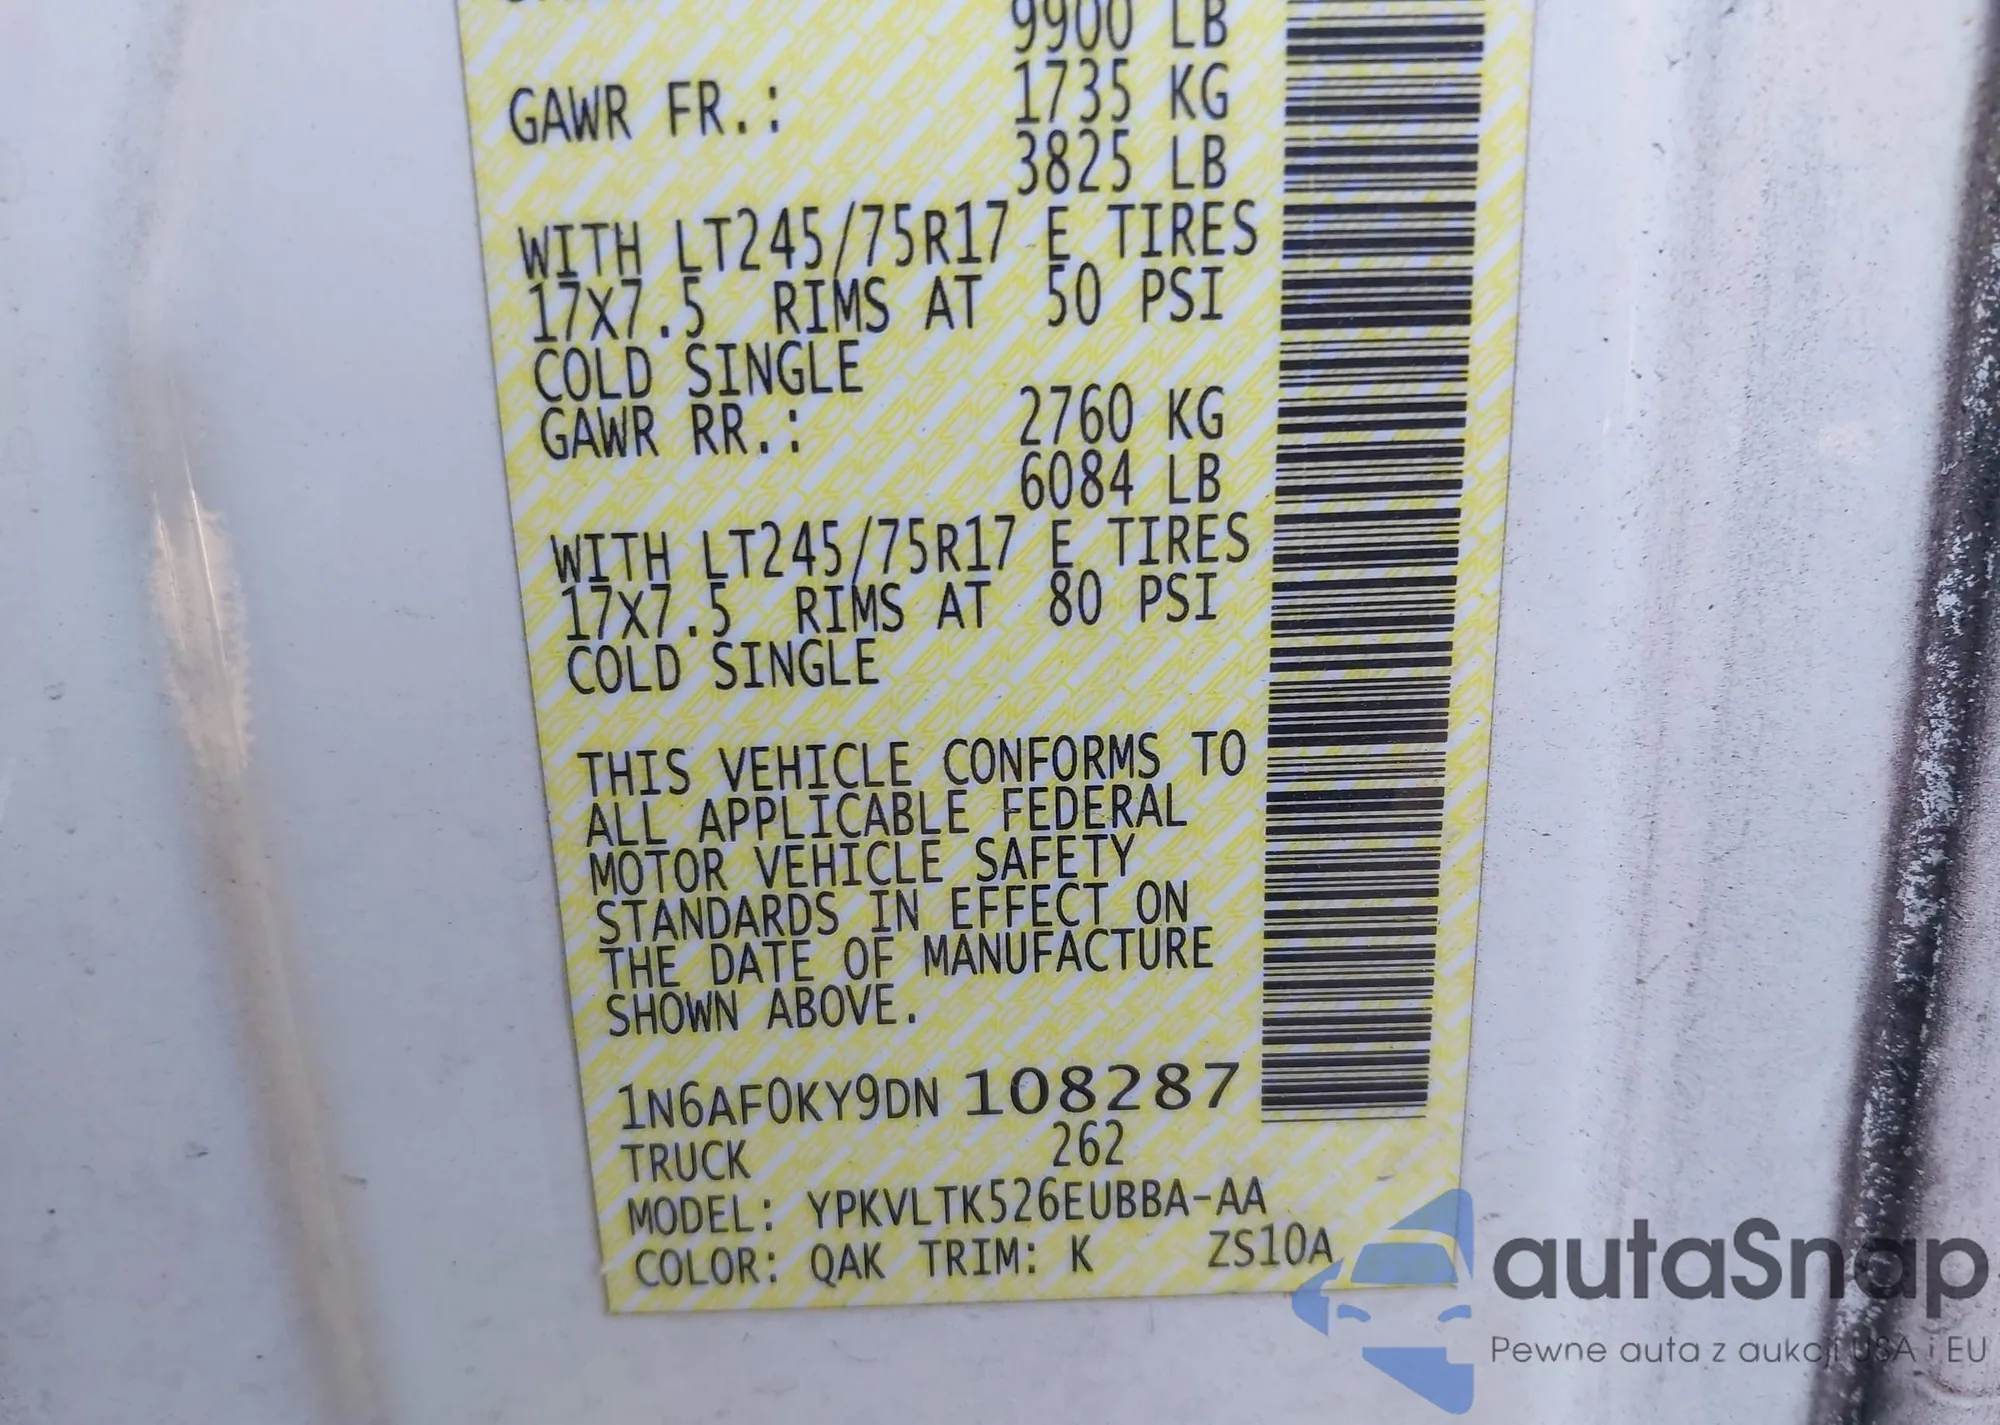 9900 LB
GAWR FR.: 1735 KG
3825 LB
WITH LT245/75R17 E TIRES
17X7.5 RIMS AT 50 PSI
COLD SINGLE
GAWR RR.: 2760 KG
6084 LB
WITH LT245/75R17 E TIRES
17X7.5 RIMS AT 80 PSI
COLD SINGLE
THIS VEHICLE CONFORMS TO
ALL APPLICABLE FEDERAL
MOTOR VEHICLE SAFETY
STANDARDS IN EFFECT ON
THE DATE OF MANUFACTURE
SHOWN ABOVE.
1N6AF0KY9DN 108287
TRUCK 262
MODEL: YPKVLTK526EUBBA-AA
COLOR: QAK TRIM: K ZS10A
autaSnap
Pewne auta z aukcji USA i EU